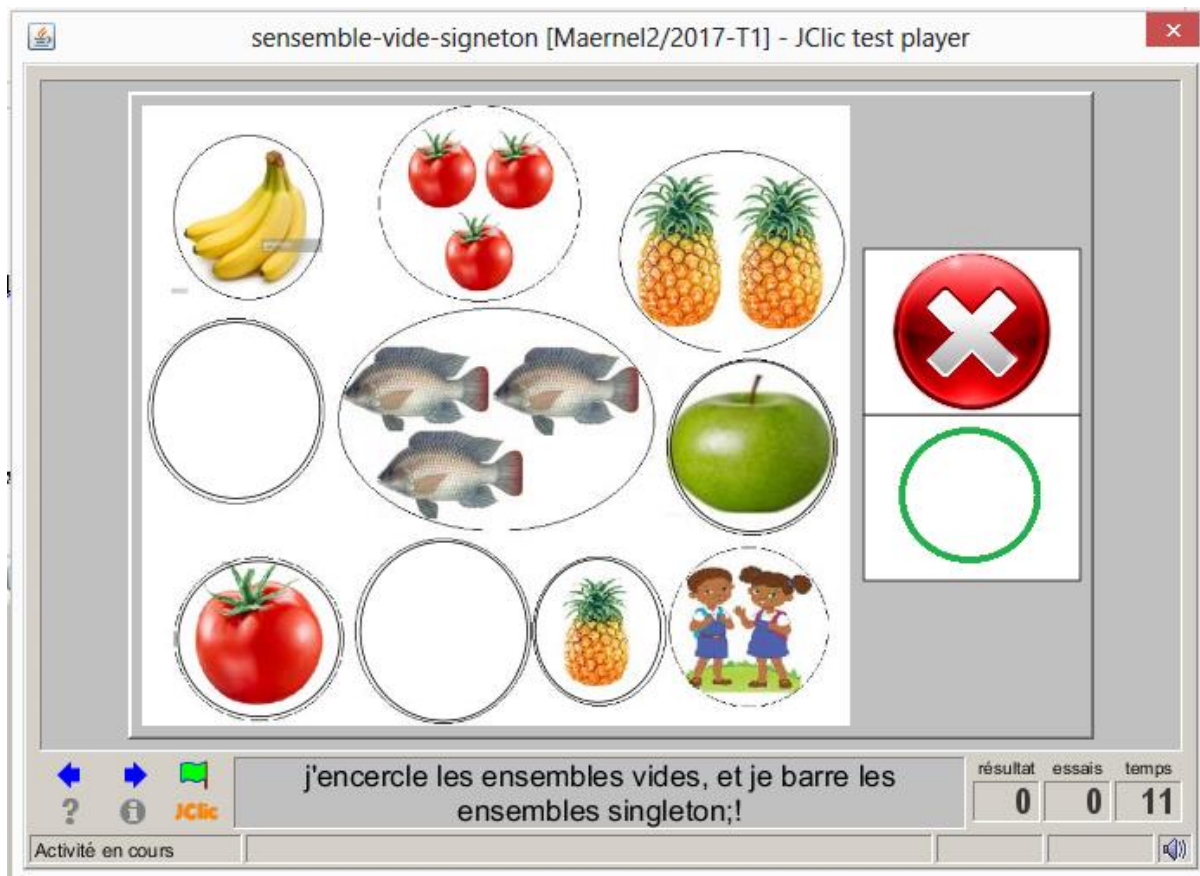 sensemble-vide-signeton [Maernel2/2017-T1] - JClic test player
j'encercle les ensembles vides, et je barre les
ensembles singleton;!
résultat essais temps
0 0 11
? i JClic
Activité en cours